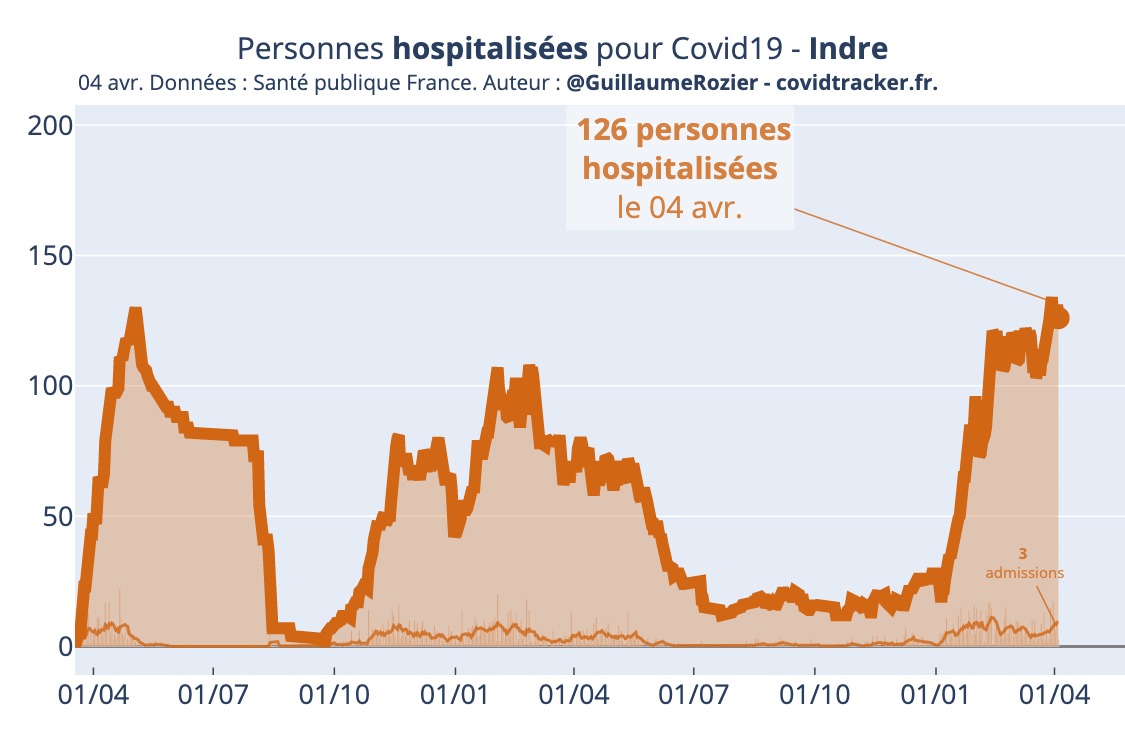 Personnes hospitalisées pour Covid19 - Indre
04 avr. Données : Santé publique France. Auteur : @GuillaumeRozier - covidtracker.fr.
200
126 personnes
hospitalisées
le 04 avr.
150
100
50
3
admissions
0
01/04 01/07 01/10 01/01 01/04 01/07 01/10 01/01 01/04